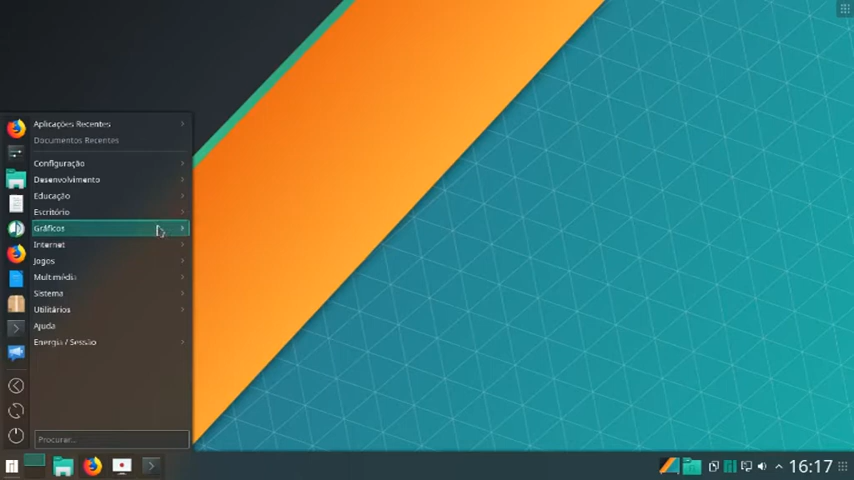 Aplicações Recentes
Documentos Recentes
Configuração
Desenvolvimento
Educação
Escritório
Gráficos
Internet
Jogos
Multimédia
Sistema
Utilitários
Ajuda
Energia / Sessão
Procurar...
16:17